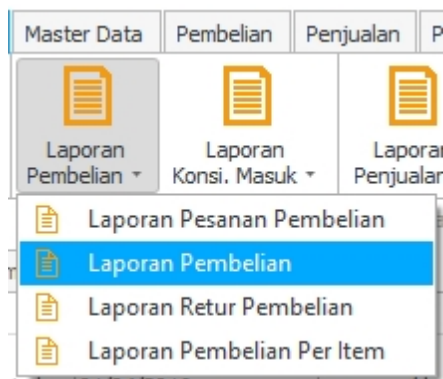 Master Data
Pembelian
Penjualan
P
Laporan
Pembelian
Laporan
Konsi. Masuk
Laporan
Penjualan
Laporan Pesanan Pembelian
Laporan Pembelian
Laporan Retur Pembelian
Laporan Pembelian Per Item